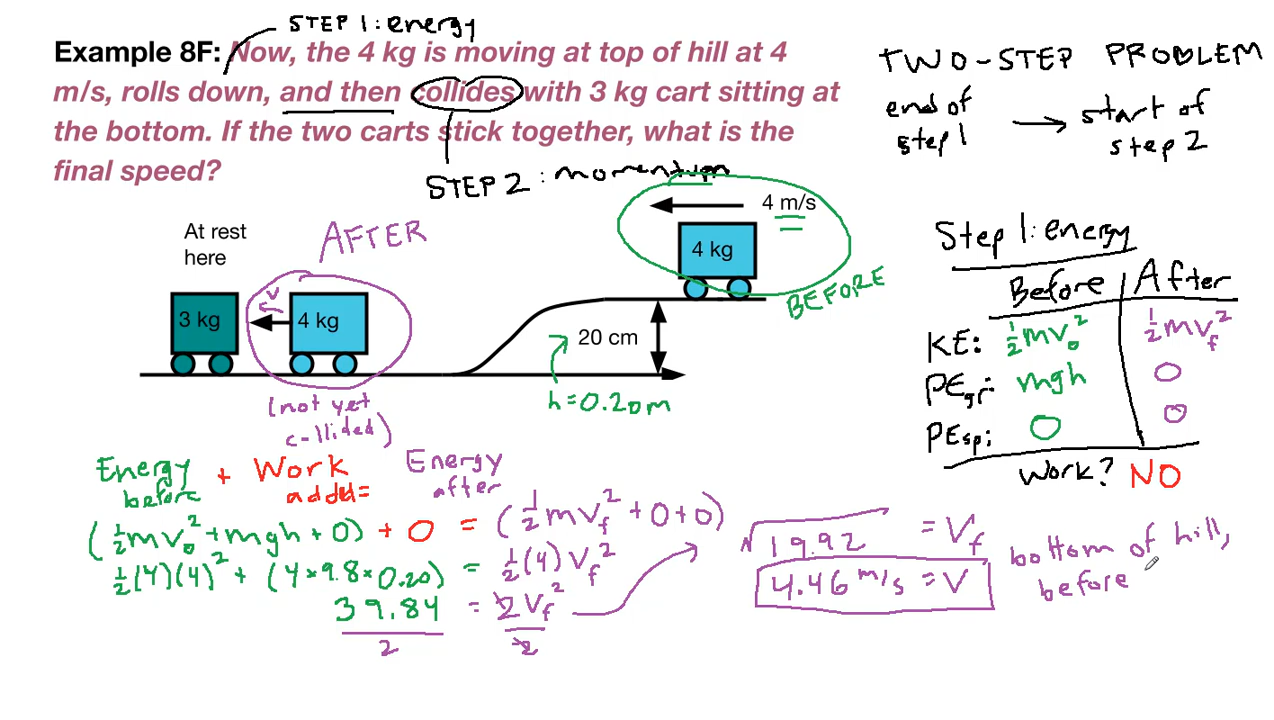 STEP 1: energy
Example 8F: Now, the 4 kg is moving at top of hill at 4
m/s, rolls down, and then collides with 3 kg cart sitting at
the bottom. If the two carts stick together, what is the
final speed?
STEP 2: momentum
TWO-STEP PROBLEM
end of
step 1
→
start of
step 2
At rest
here
AFTER
3 kg
v
4 kg
(not yet
collided)
4 m/s
4 kg
BEFORE
20 cm
h=0.20m
Step 1: energy
Before After
KE: ½mv₀² ½mv_f²
PEgr: mgh 0
PEsp: 0 0
Work? NO
Energy before + Work added = Energy after
(½mv₀²+mgh+0) + 0 = (½mv_f²+0+0)
½(4)(4)² + (4×9.8×0.20) = ½(4)v_f²
39.84 = 2v_f²
2 2
√19.92 = v_f
4.46 m/s = v
bottom of hill,
before